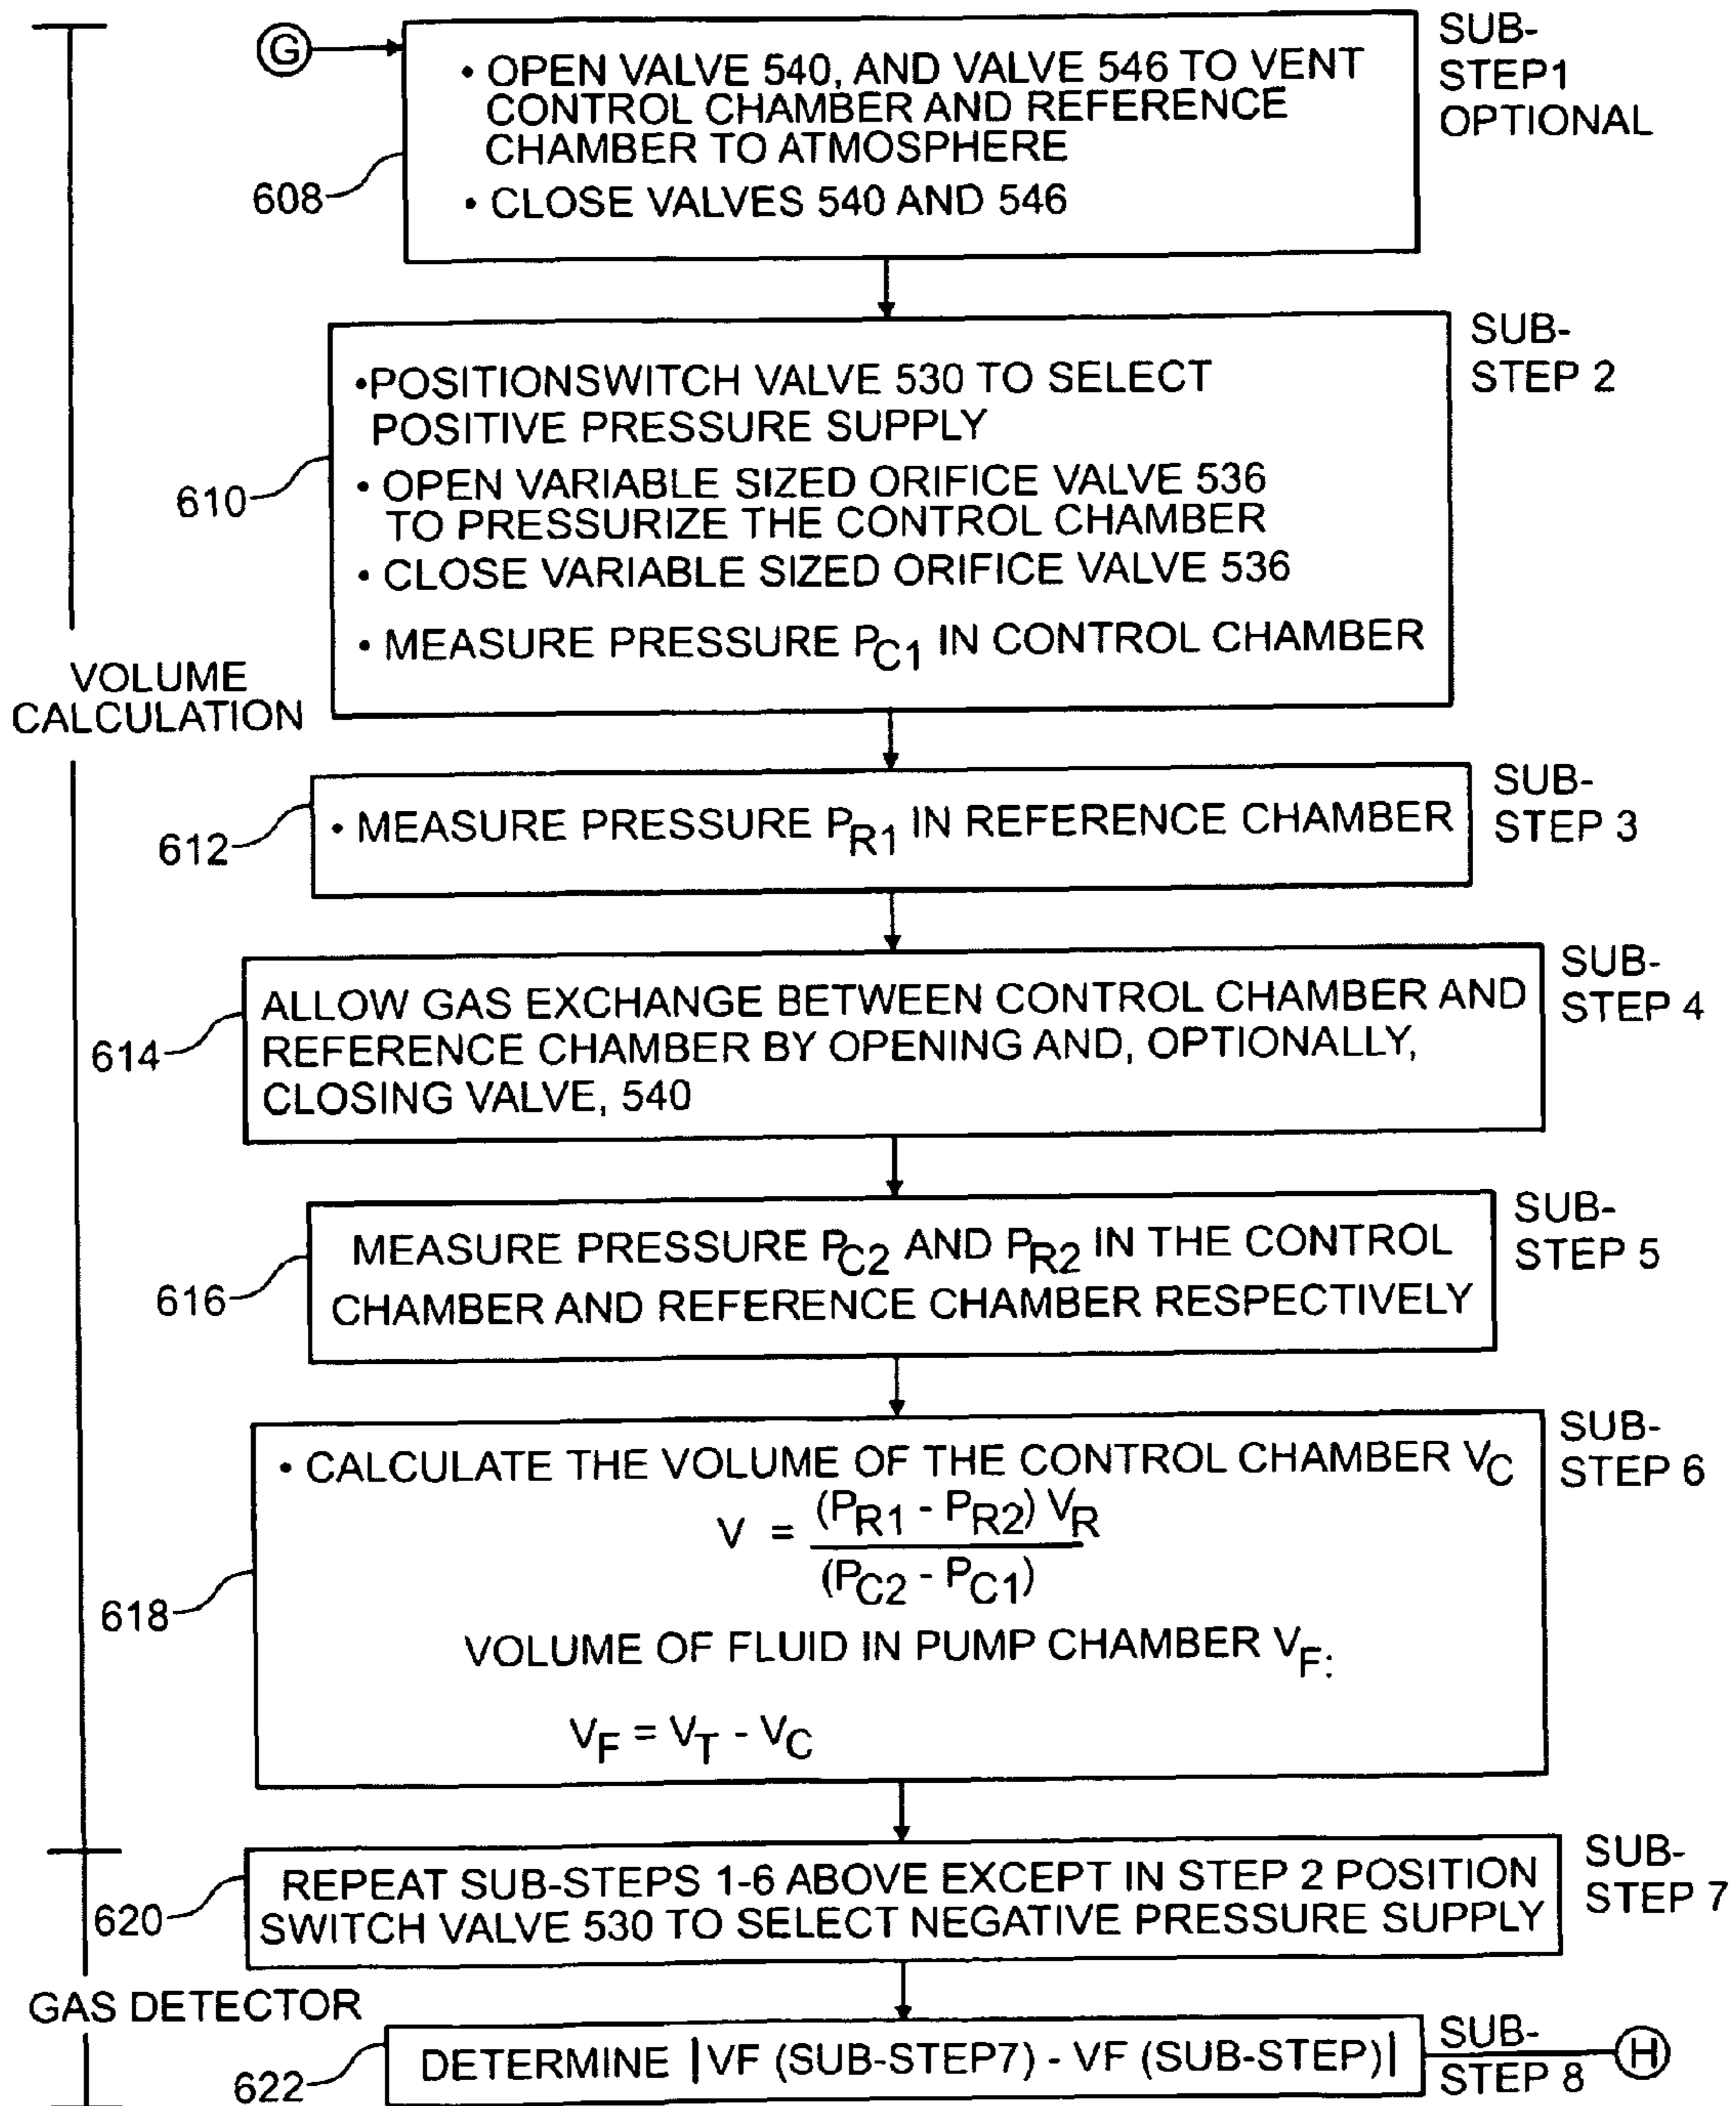 G
SUB-
STEP1
OPTIONAL
• OPEN VALVE 540, AND VALVE 546 TO VENT
CONTROL CHAMBER AND REFERENCE
CHAMBER TO ATMOSPHERE
• CLOSE VALVES 540 AND 546
608
SUB-
STEP 2
•POSITIONSWITCH VALVE 530 TO SELECT
POSITIVE PRESSURE SUPPLY
• OPEN VARIABLE SIZED ORIFICE VALVE 536
TO PRESSURIZE THE CONTROL CHAMBER
• CLOSE VARIABLE SIZED ORIFICE VALVE 536
• MEASURE PRESSURE PC1 IN CONTROL CHAMBER
610
VOLUME
CALCULATION
SUB-
STEP 3
• MEASURE PRESSURE PR1 IN REFERENCE CHAMBER
612
SUB-
STEP 4
ALLOW GAS EXCHANGE BETWEEN CONTROL CHAMBER AND
REFERENCE CHAMBER BY OPENING AND, OPTIONALLY,
CLOSING VALVE, 540
614
SUB-
STEP 5
MEASURE PRESSURE PC2 AND PR2 IN THE CONTROL
CHAMBER AND REFERENCE CHAMBER RESPECTIVELY
616
SUB-
STEP 6
• CALCULATE THE VOLUME OF THE CONTROL CHAMBER VC
V = (PR1 - PR2) VR
(PC2 - PC1)
618
VOLUME OF FLUID IN PUMP CHAMBER VF:
VF = VT - VC
SUB-
STEP 7
REPEAT SUB-STEPS 1-6 ABOVE EXCEPT IN STEP 2 POSITION
SWITCH VALVE 530 TO SELECT NEGATIVE PRESSURE SUPPLY
620
GAS DETECTOR
SUB-
STEP 8
DETERMINE |VF (SUB-STEP7) - VF (SUB-STEP)|
622
H